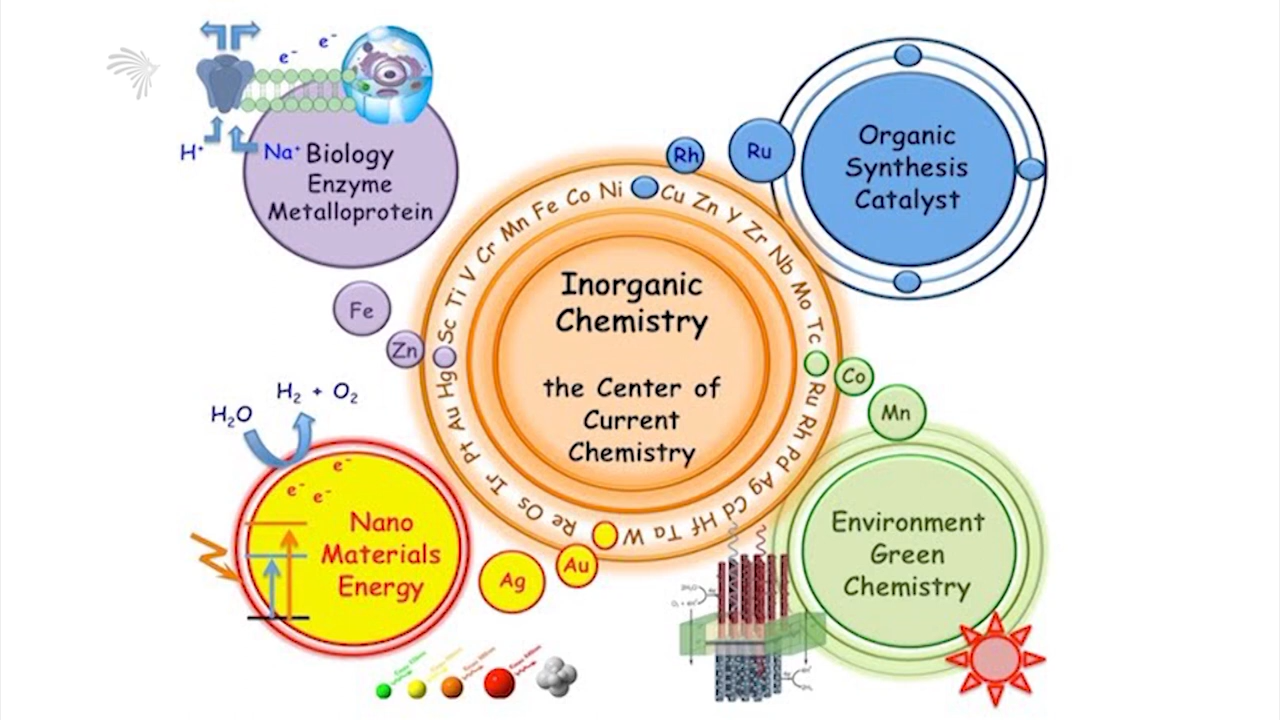 e⁻ e⁻
H⁺
Na⁺
Biology
Enzyme
Metalloprotein
Rh
Ru
Organic
Synthesis
Catalyst
Sc Ti V Cr Mn Fe Co Ni Cu Zn Y Zr Nb Mo Tc Ru Rh Pd Ag Cd Hf Ta W Re Os Ir Pt Au Hg
Inorganic
Chemistry
the Center of
Current
Chemistry
Fe
Zn
Co
Mn
H₂O
H₂ + O₂
e⁻
e⁻ e⁻
Nano
Materials
Energy
Ag
Au
Environment
Green
Chemistry